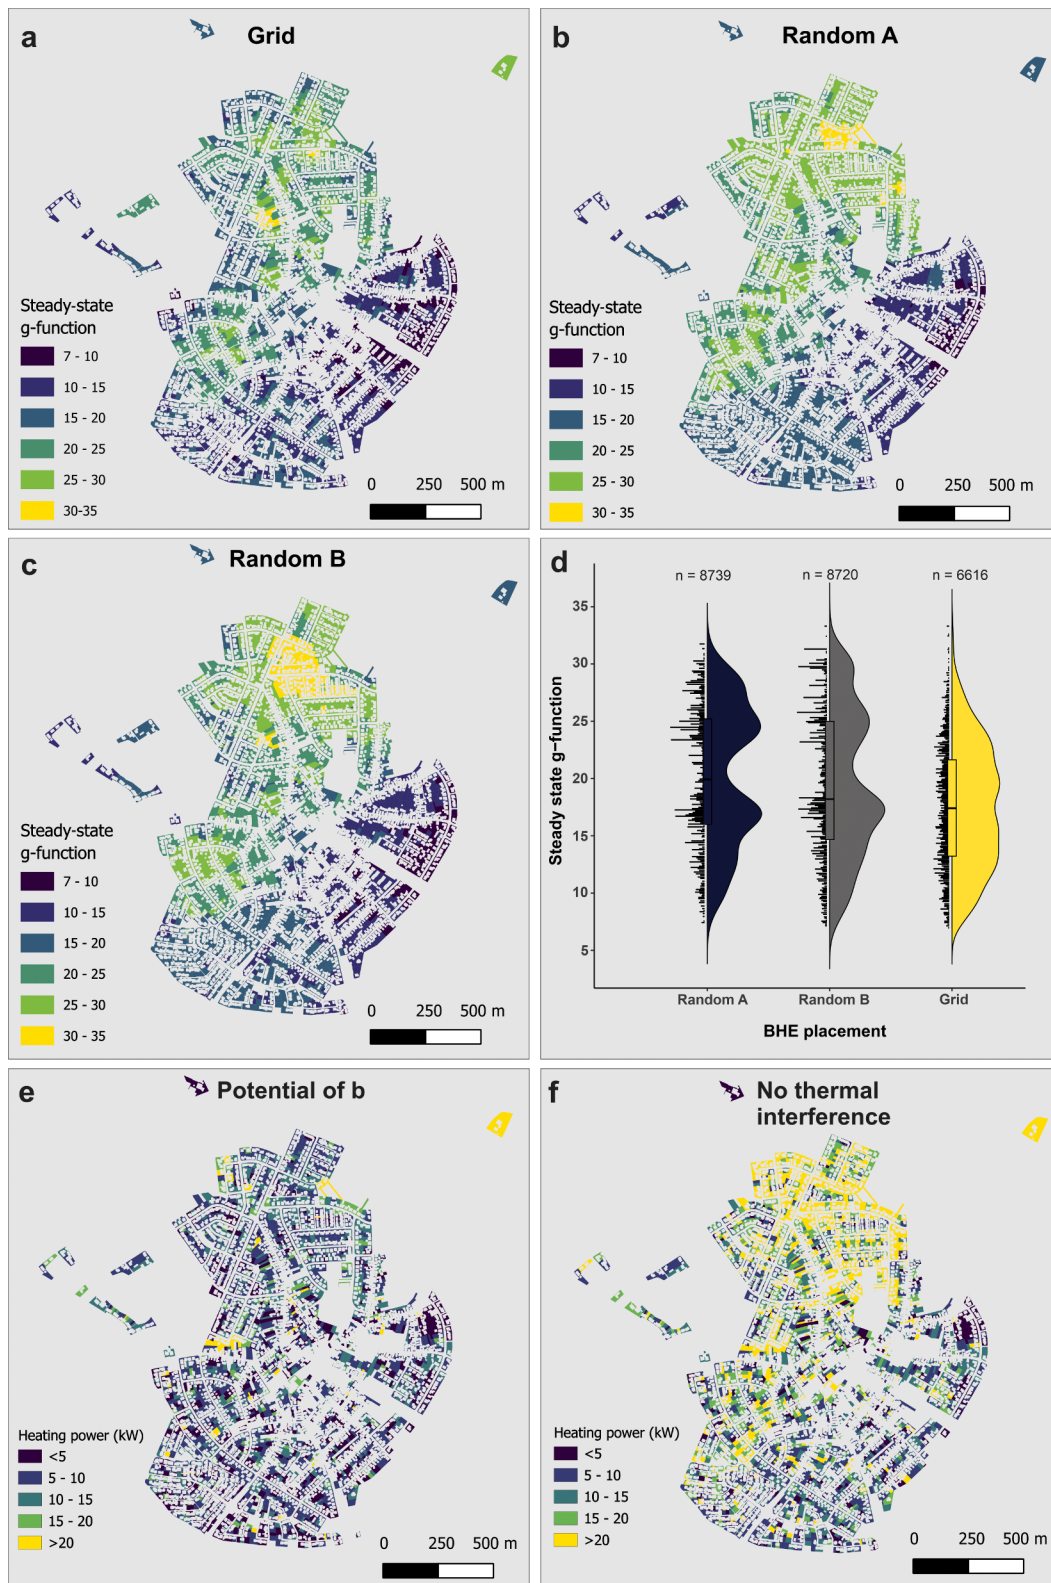 a
Grid
Steady-state
g-function
7 - 10
10 - 15
15 - 20
20 - 25
25 - 30
30-35
0 250 500 m
b
Random A
Steady-state
g-function
7 - 10
10 - 15
15 - 20
20 - 25
25 - 30
30 - 35
0 250 500 m
c
Random B
Steady-state
g-function
7 - 10
10 - 15
15 - 20
20 - 25
25 - 30
30 - 35
0 250 500 m
d
n = 8739 n = 8720 n = 6616
Steady state g-function
35
30
25
20
15
10
5
Random A Random B Grid
BHE placement
e
Potential of b
Heating power (kW)
<5
5 - 10
10 - 15
15 - 20
>20
0 250 500 m
f
No thermal
interference
Heating power (kW)
<5
5 - 10
10 - 15
15 - 20
>20
0 250 500 m